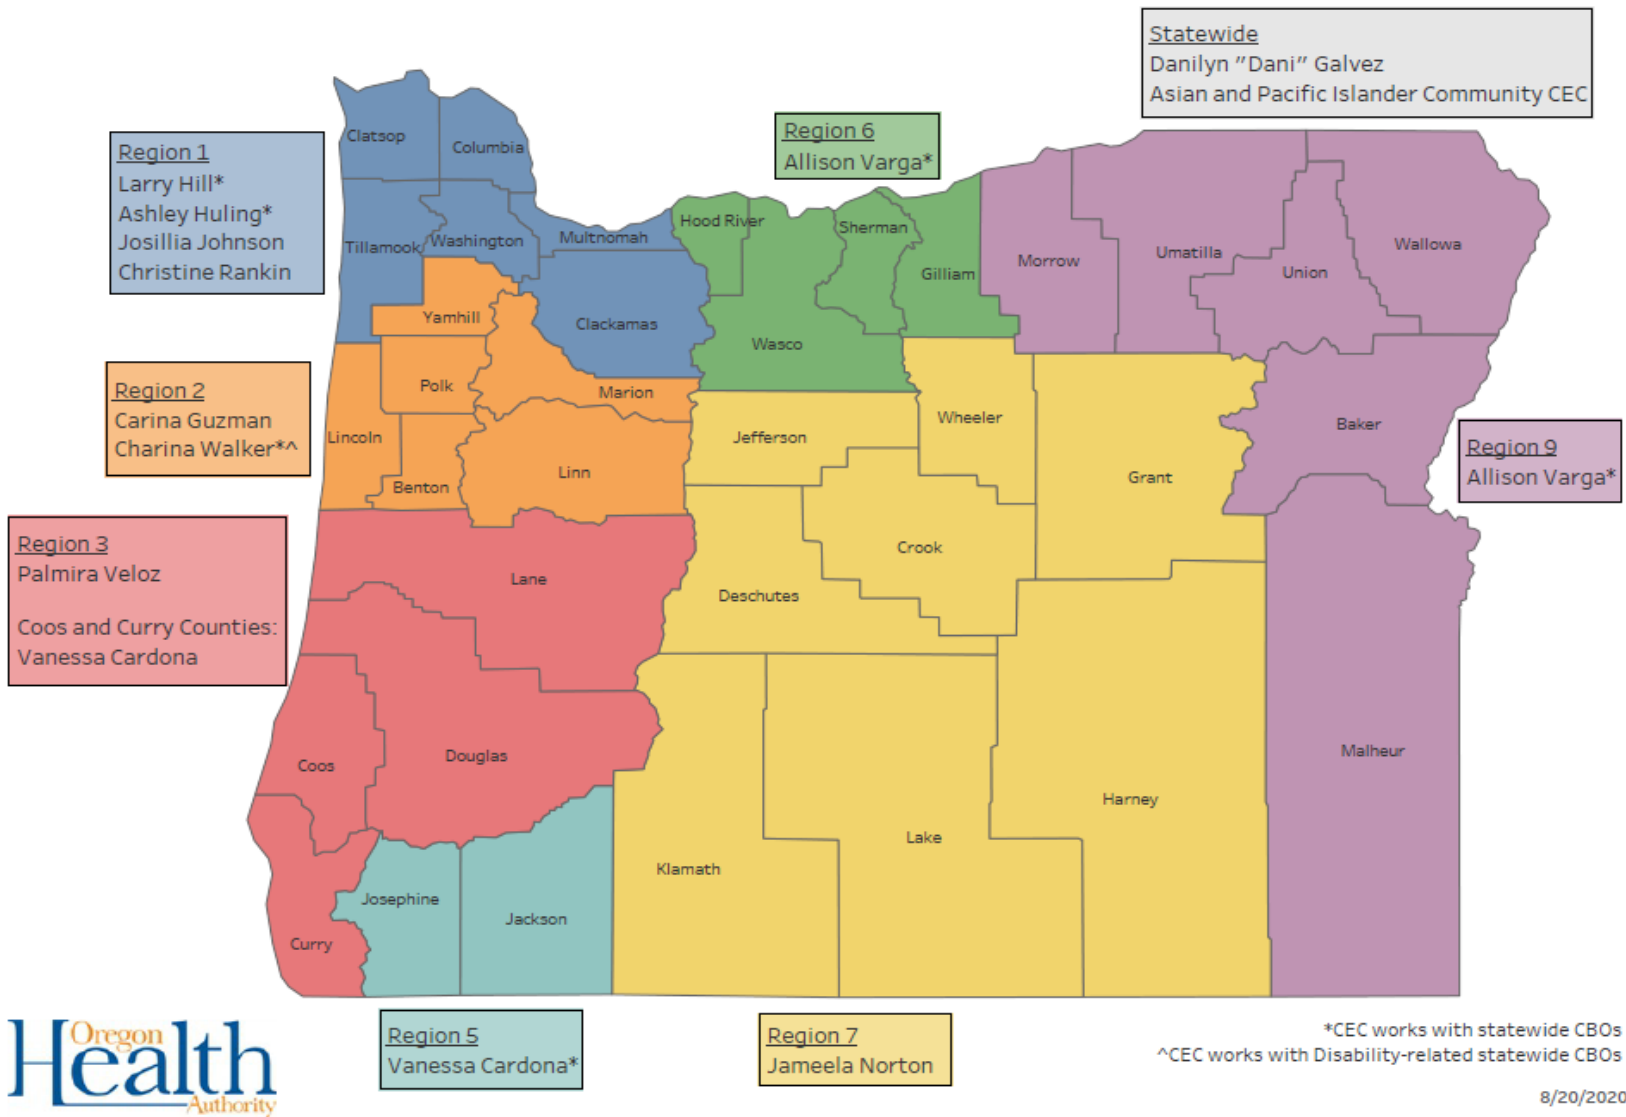 Statewide
Danilyn "Dani" Galvez
Asian and Pacific Islander Community CEC
Region 6
Allison Varga*
Region 1
Larry Hill*
Ashley Huling*
Josillia Johnson
Christine Rankin
Region 2
Carina Guzman
Charina Walker*^
Region 3
Palmira Veloz
Coos and Curry Counties:
Vanessa Cardona
Region 9
Allison Varga*
Clatsop
Columbia
Tillamook
Washington
Multnomah
Clackamas
Hood River
Sherman
Gilliam
Wasco
Morrow
Umatilla
Union
Wallowa
Baker
Malheur
Yamhill
Polk
Marion
Lincoln
Benton
Linn
Jefferson
Wheeler
Grant
Crook
Deschutes
Harney
Lake
Klamath
Lane
Douglas
Coos
Curry
Josephine
Jackson
Region 5
Vanessa Cardona*
Region 7
Jameela Norton
Oregon
Health
Authority
*CEC works with statewide CBOs
^CEC works with Disability-related statewide CBOs
8/20/2020